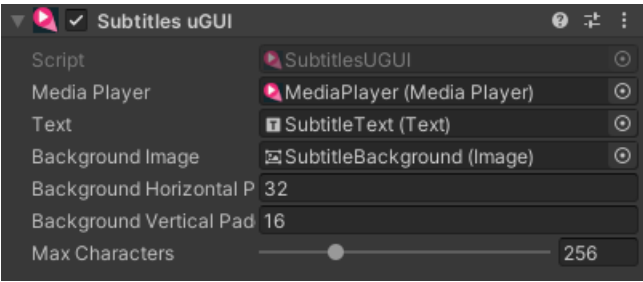 Subtitles uGUI
Script SubtitlesUGUI
Media Player MediaPlayer (Media Player)
Text SubtitleText (Text)
Background Image SubtitleBackground (Image)
Background Horizontal P 32
Background Vertical Pad 16
Max Characters 256